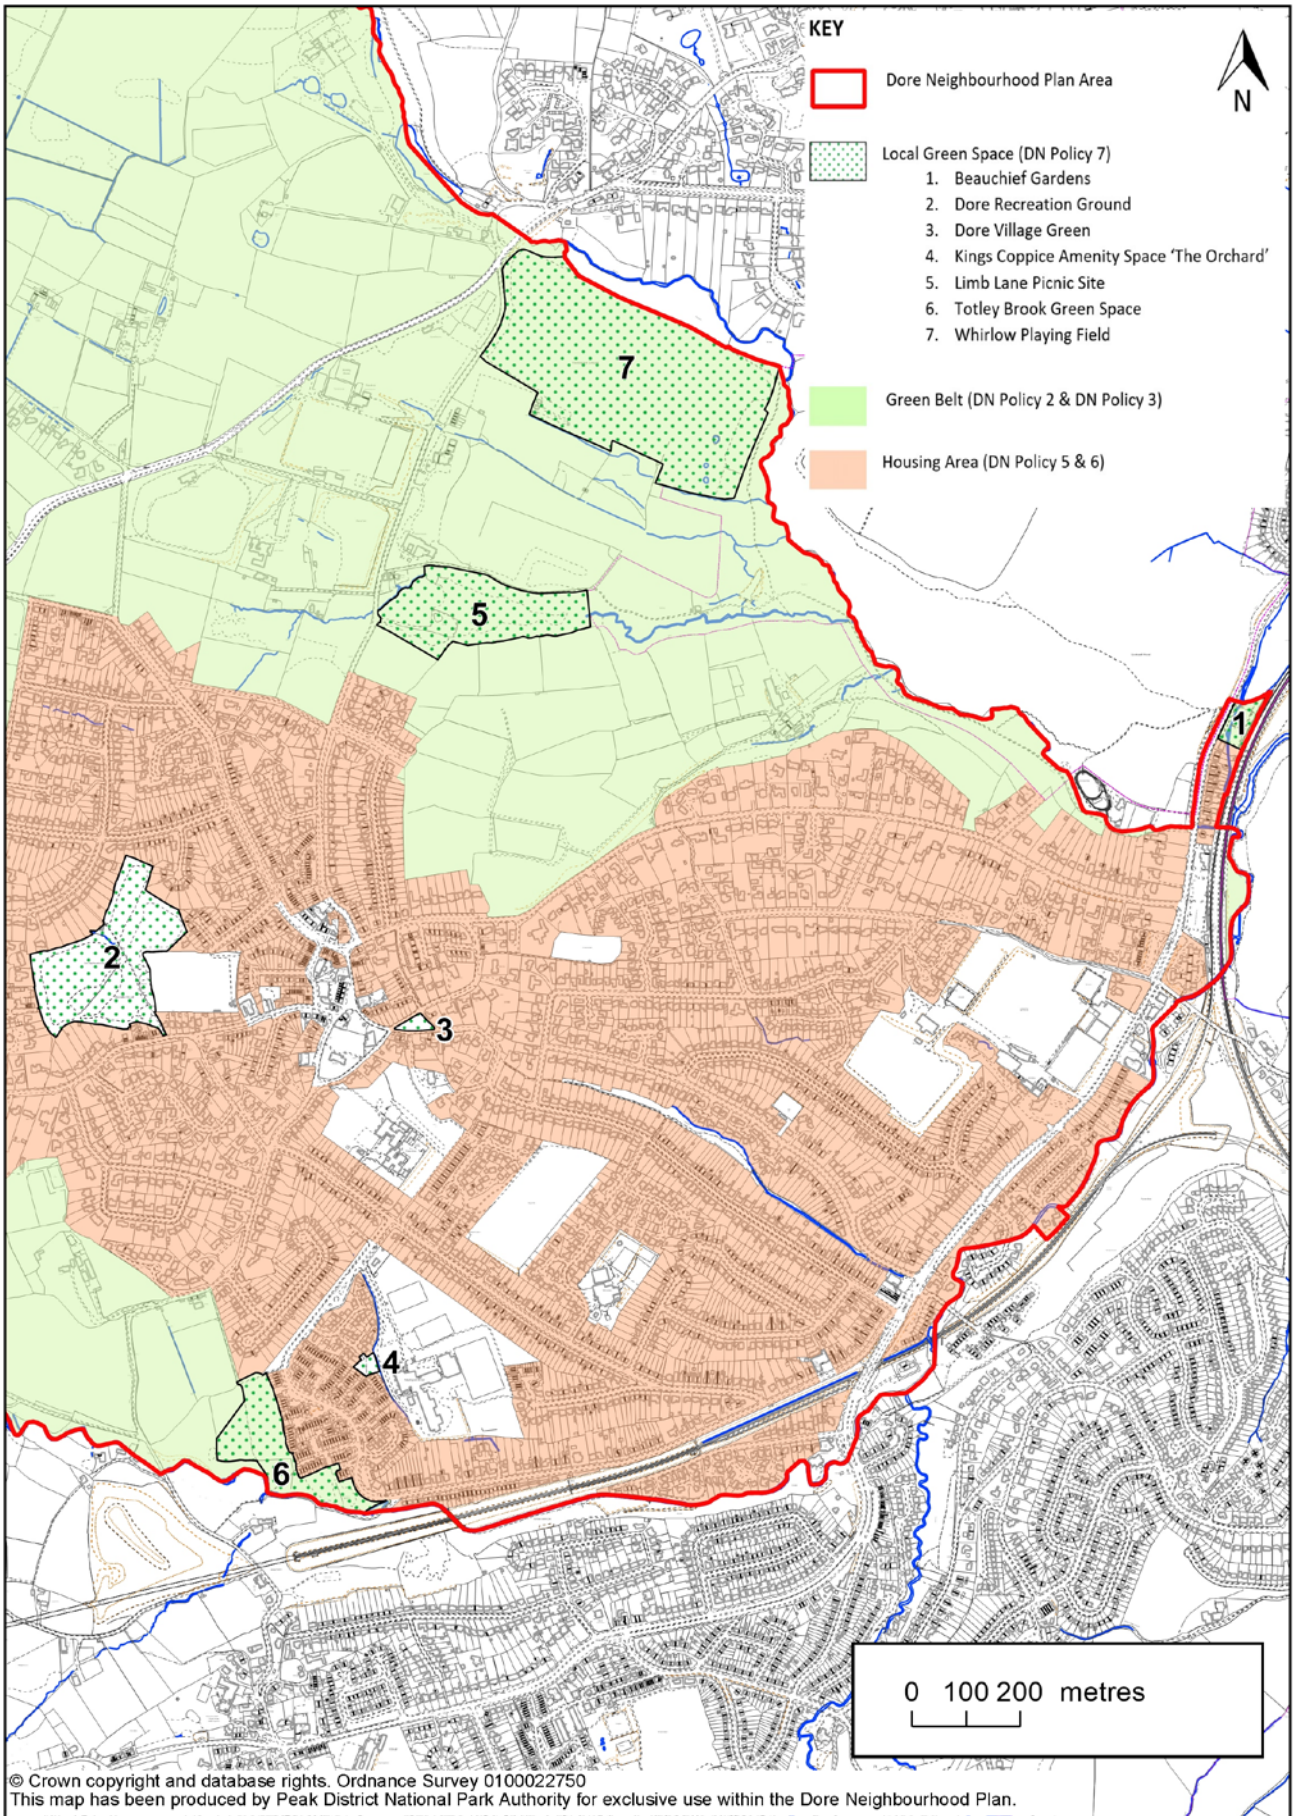 KEY
N
Dore Neighbourhood Plan Area
Local Green Space (DN Policy 7)
1. Beauchief Gardens
2. Dore Recreation Ground
3. Dore Village Green
4. Kings Coppice Amenity Space ‘The Orchard’
5. Limb Lane Picnic Site
6. Totley Brook Green Space
7. Whirlow Playing Field
Green Belt (DN Policy 2 & DN Policy 3)
Housing Area (DN Policy 5 & 6)
7
5
1
2
3
4
6
0 100 200 metres
© Crown copyright and database rights. Ordnance Survey 0100022750
This map has been produced by Peak District National Park Authority for exclusive use within the Dore Neighbourhood Plan.